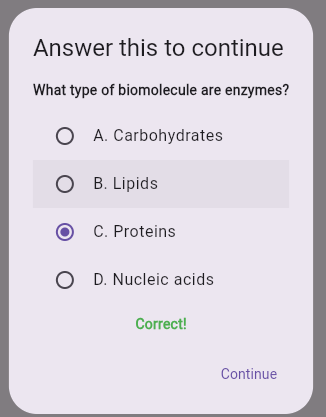 Answer this to continue
What type of biomolecule are enzymes?
A. Carbohydrates
B. Lipids
C. Proteins
D. Nucleic acids
Correct!
Continue